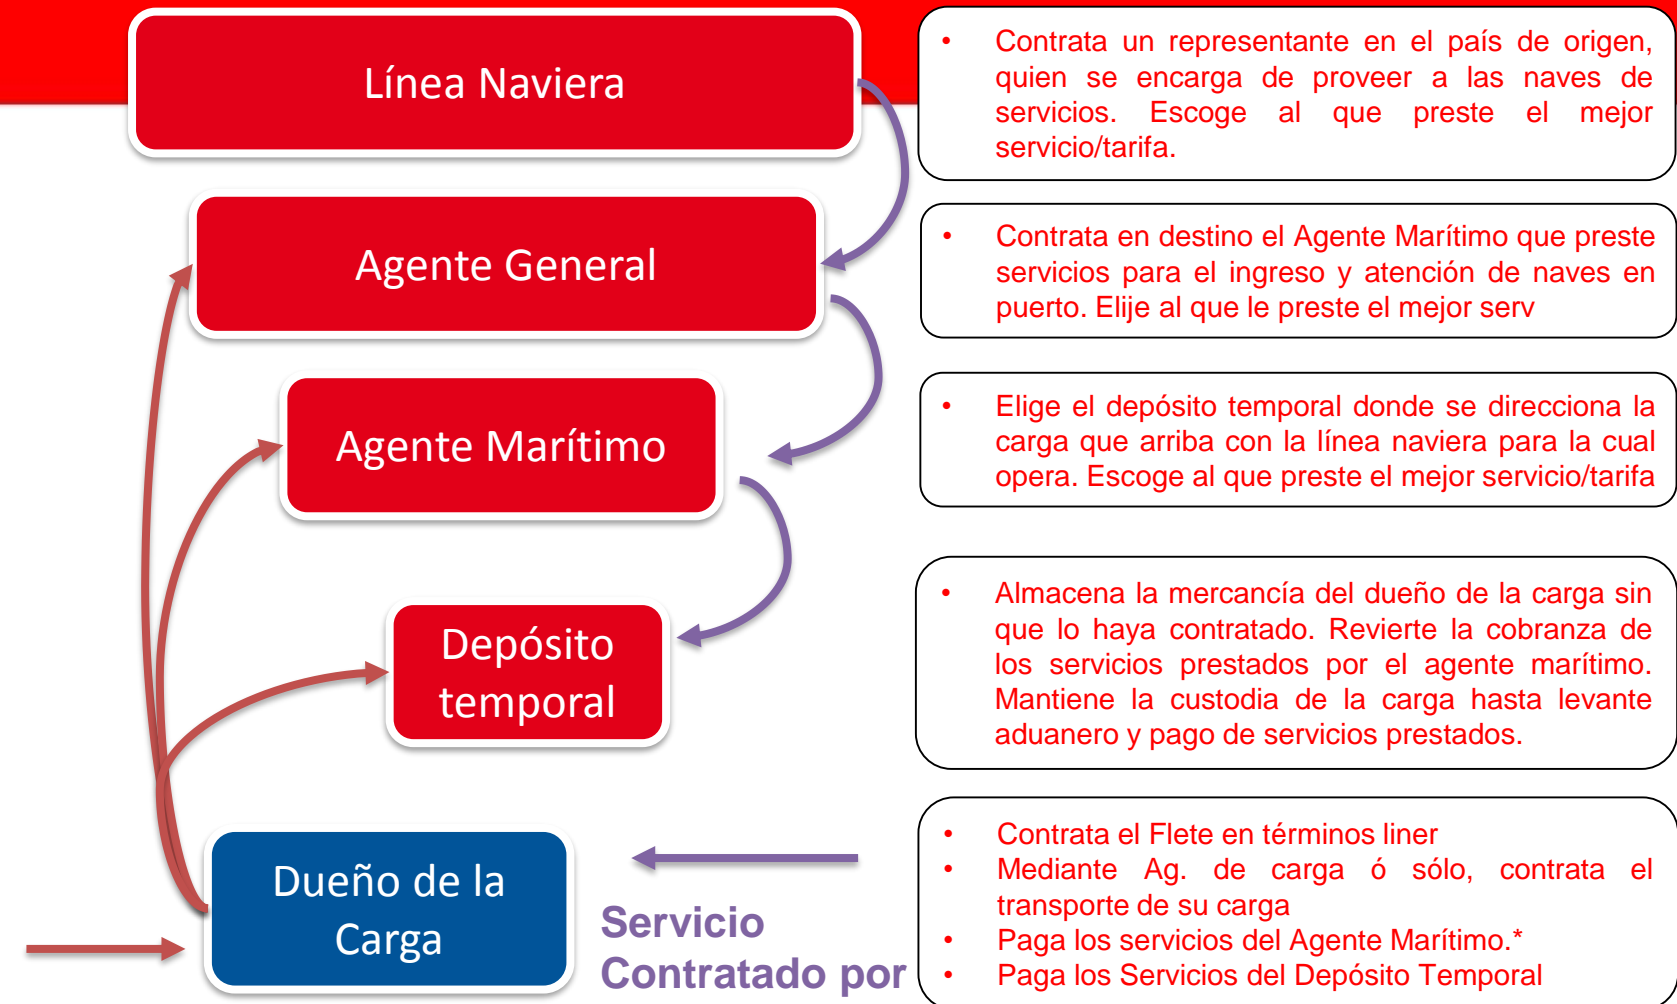 Línea Naviera
• Contrata un representante en el país de origen,
quien se encarga de proveer a las naves de
servicios. Escoge al que preste el mejor
servicio/tarifa.
Agente General
• Contrata en destino el Agente Marítimo que preste
servicios para el ingreso y atención de naves en
puerto. Elije al que le preste el mejor serv
Agente Marítimo
• Elige el depósito temporal donde se direcciona la
carga que arriba con la línea naviera para la cual
opera. Escoge al que preste el mejor servicio/tarifa
Depósito
temporal
• Almacena la mercancía del dueño de la carga sin
que lo haya contratado. Revierte la cobranza de
los servicios prestados por el agente marítimo.
Mantiene la custodia de la carga hasta levante
aduanero y pago de servicios prestados.
Dueño de la
Carga
Servicio
Contratado por
• Contrata el Flete en términos liner
• Mediante Ag. de carga ó sólo, contrata el
transporte de su carga
• Paga los servicios del Agente Marítimo.*
• Paga los Servicios del Depósito Temporal